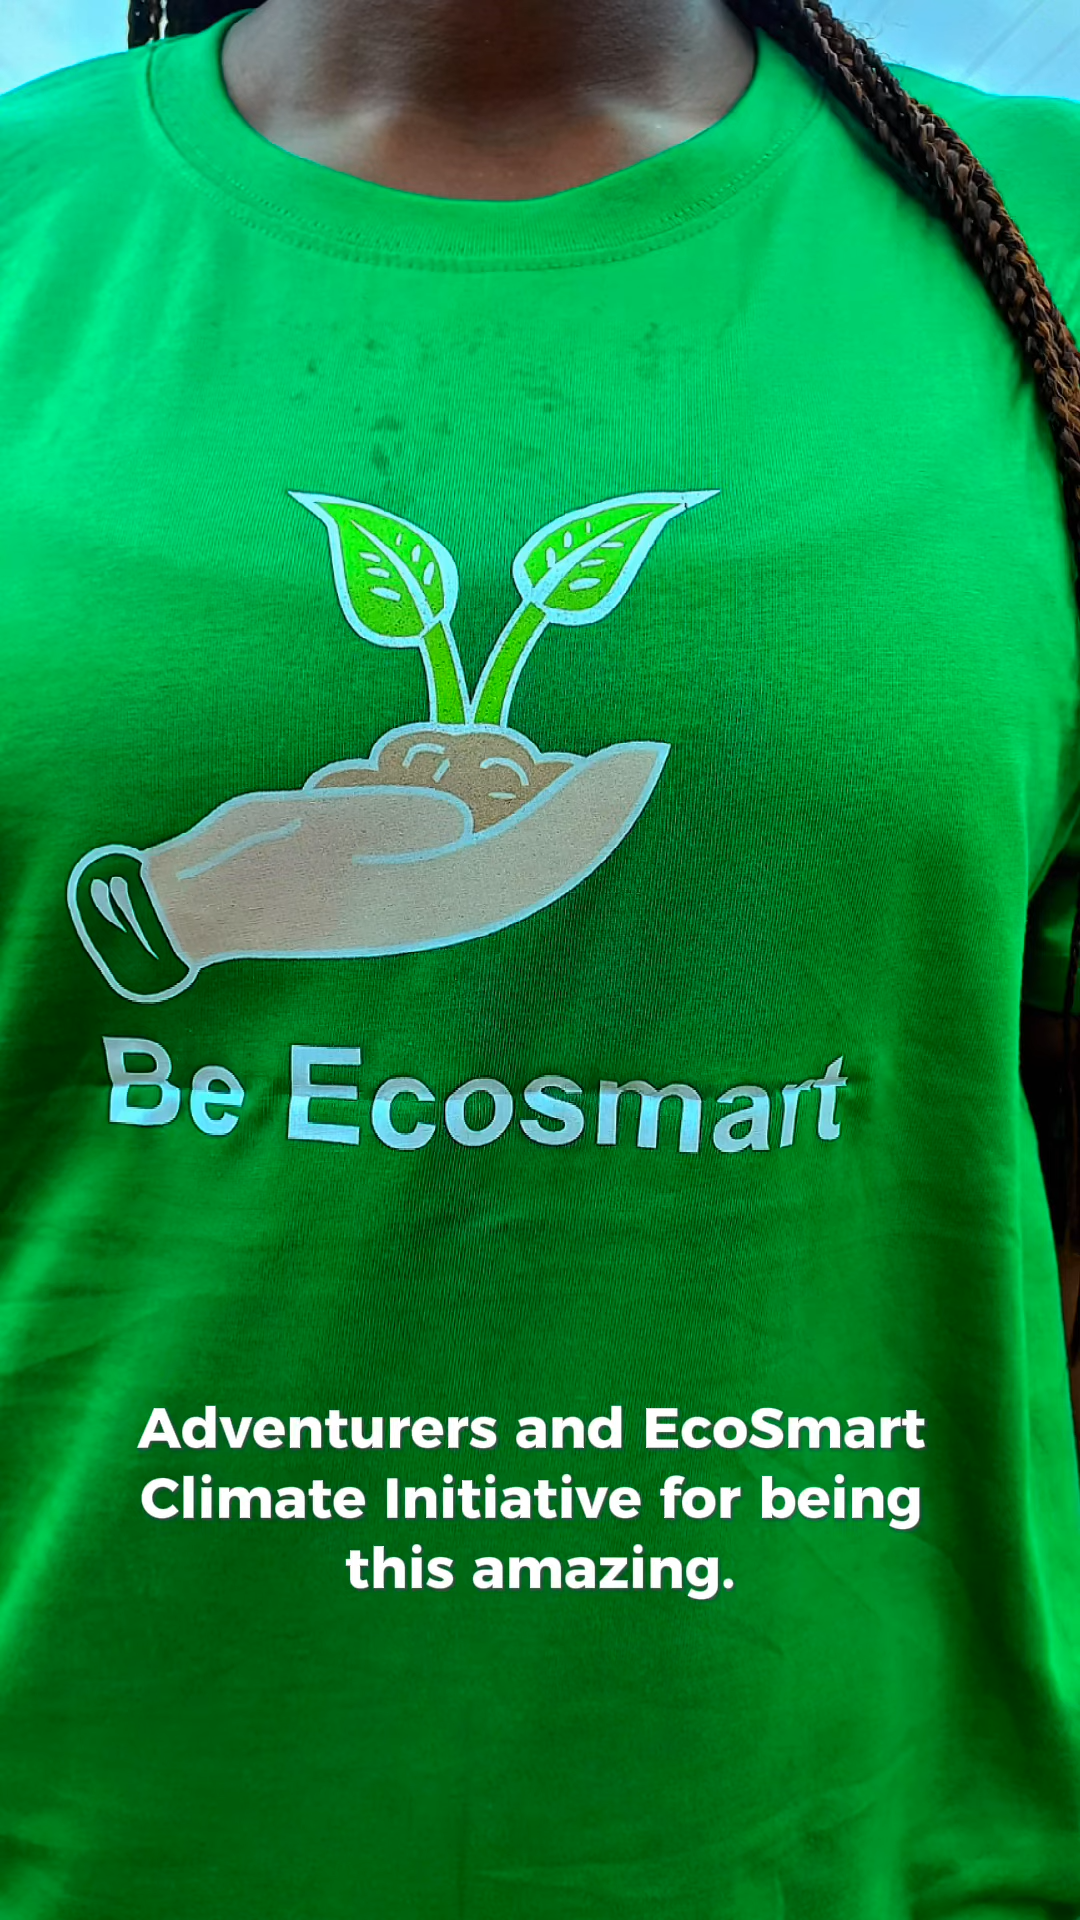 Be Ecosmart
Adventurers and EcoSmart
Climate Initiative for being
this amazing.